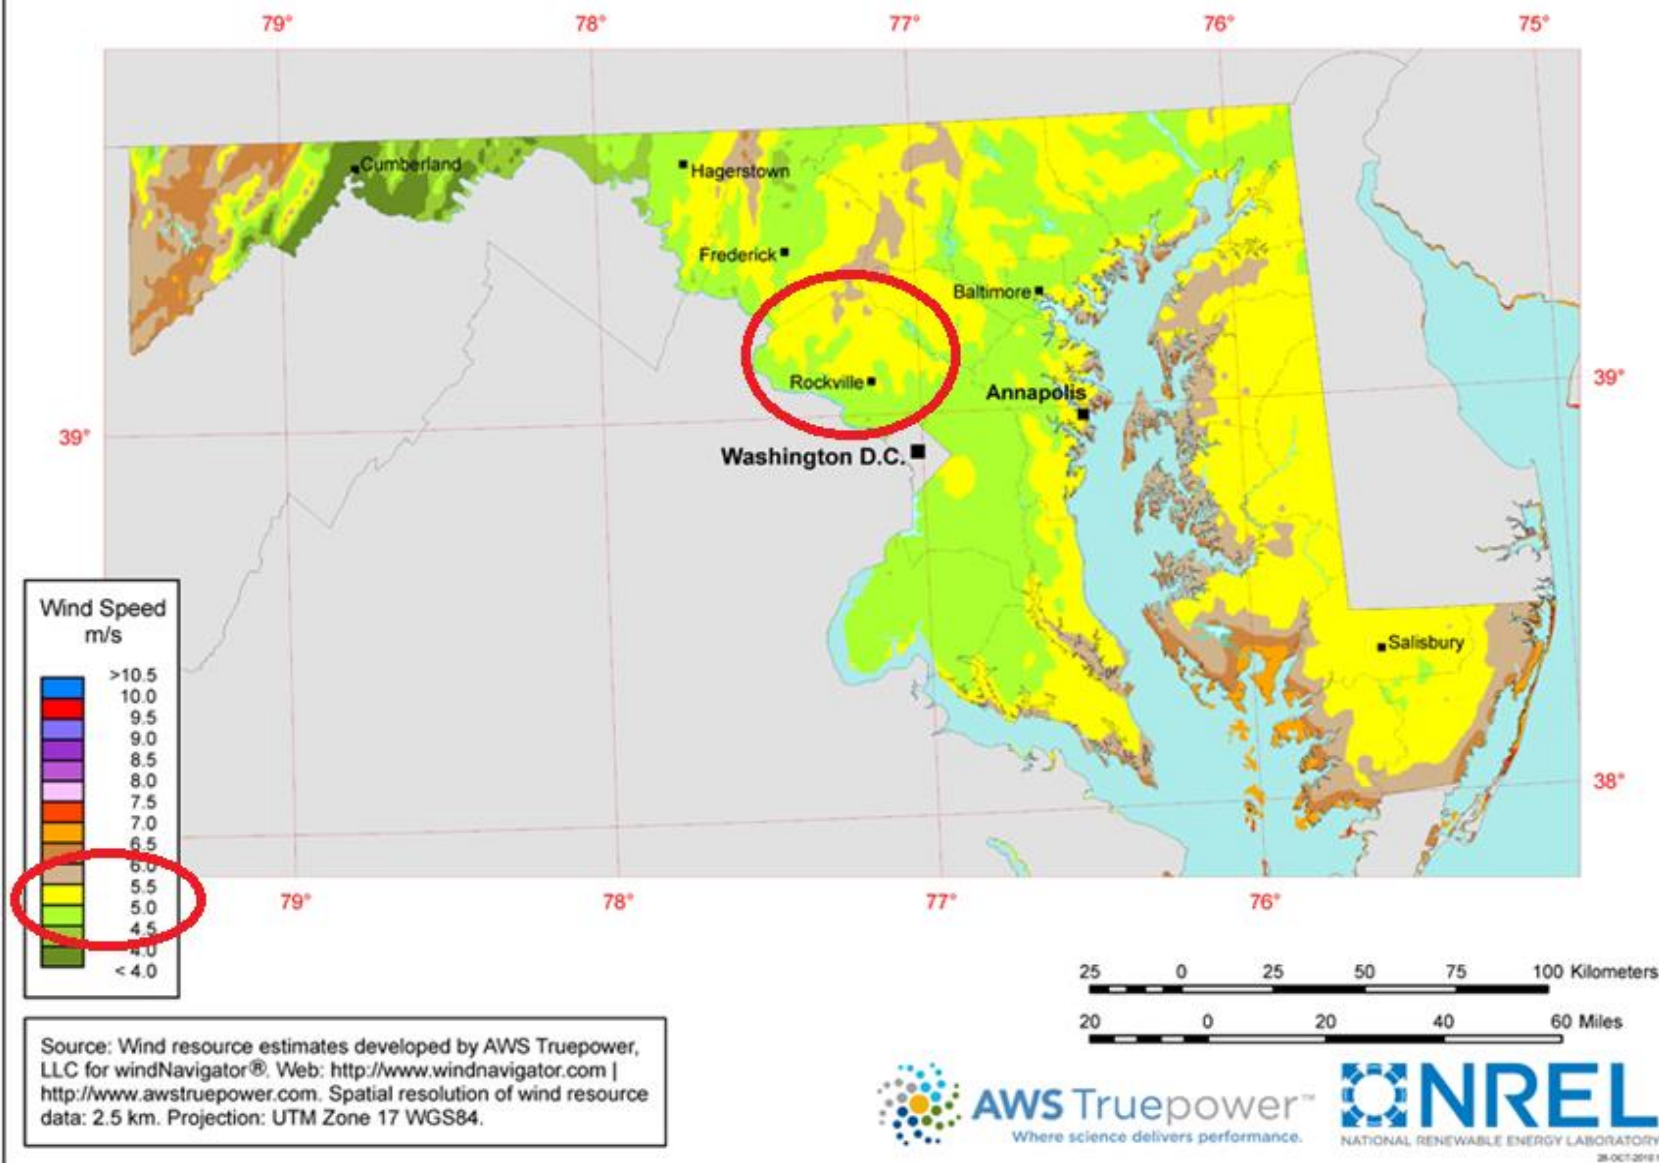 79°
78°
77°
76°
75°
Cumberland
Hagerstown
Frederick
Baltimore
Rockville
Annapolis
39°
39°
Washington D.C.
Salisbury
38°
Wind Speed
m/s
>10.5
10.0
9.5
9.0
8.5
8.0
7.5
7.0
6.5
6.0
5.5
5.0
4.5
4.0
< 4.0
79°
78°
77°
76°
25 0 25 50 75 100 Kilometers
20 0 20 40 60 Miles
Source: Wind resource estimates developed by AWS Truepower,
LLC for windNavigator®. Web: http://www.windnavigator.com |
http://www.awstruepower.com. Spatial resolution of wind resource
data: 2.5 km. Projection: UTM Zone 17 WGS84.
AWS Truepower™
Where science delivers performance.
NREL
NATIONAL RENEWABLE ENERGY LABORATORY